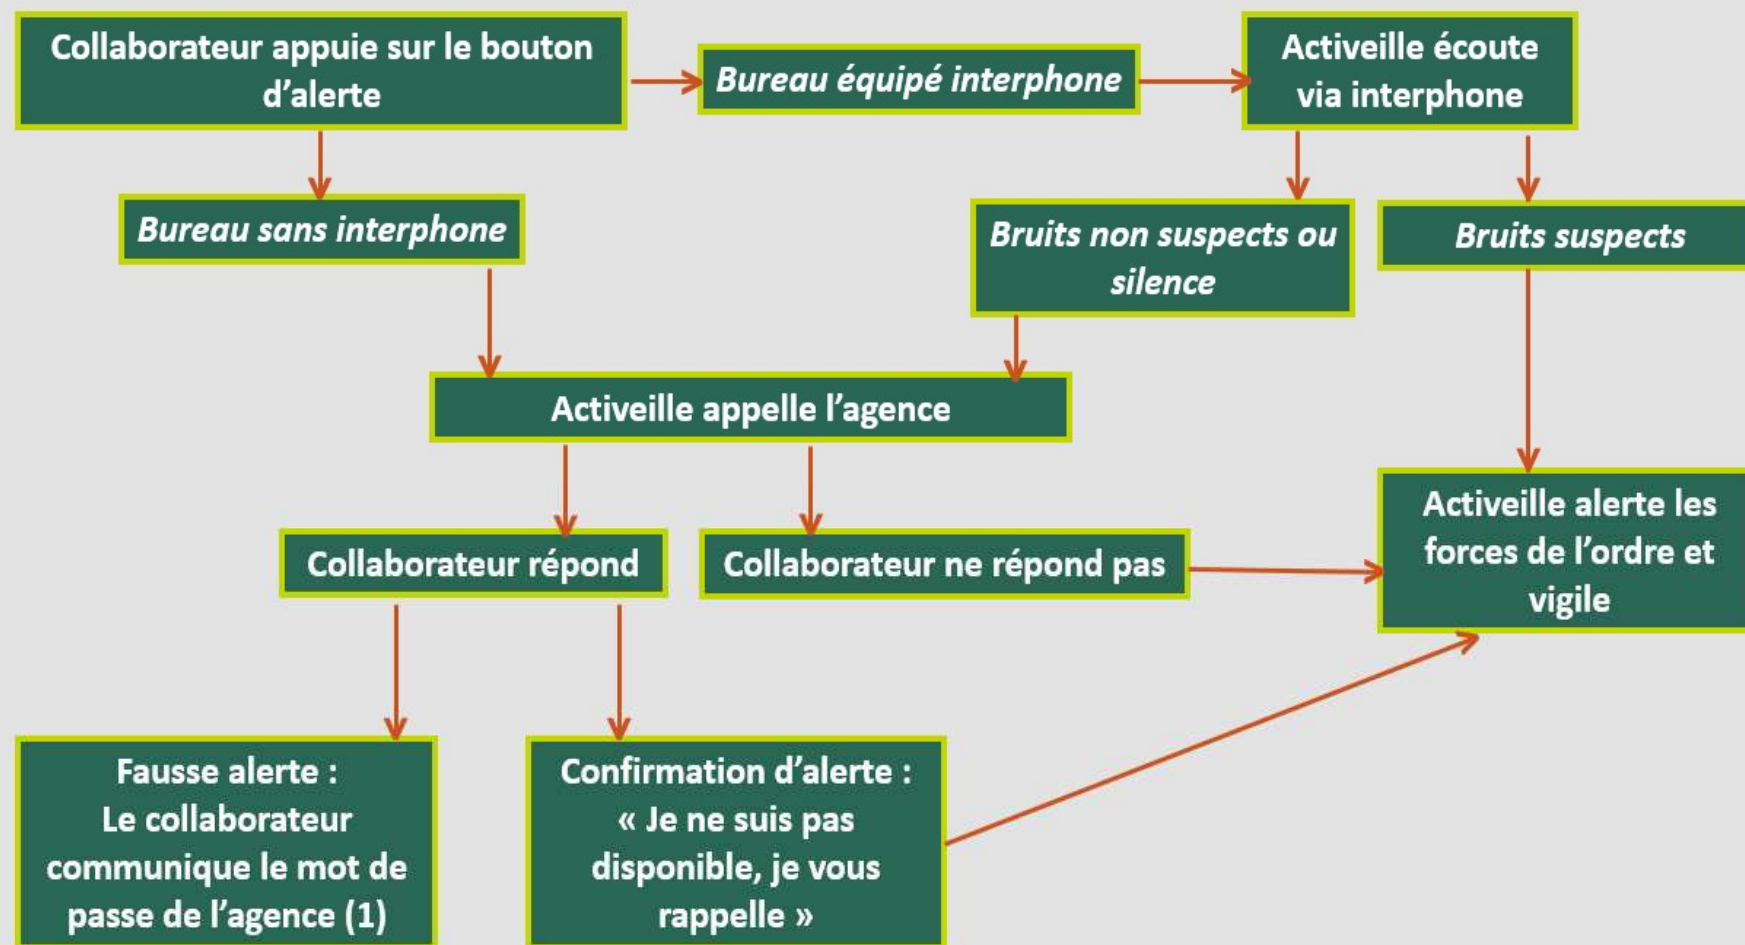 Collaborateur appuie sur le bouton
d’alerte
Bureau équipé interphone
Activeille écoute
via interphone
Bureau sans interphone
Bruits non suspects ou
silence
Bruits suspects
Activeille appelle l’agence
Collaborateur répond
Collaborateur ne répond pas
Activeille alerte les
forces de l’ordre et
vigile
Fausse alerte :
Le collaborateur
communique le mot de
passe de l’agence (1)
Confirmation d’alerte :
« Je ne suis pas
disponible, je vous
rappelle »